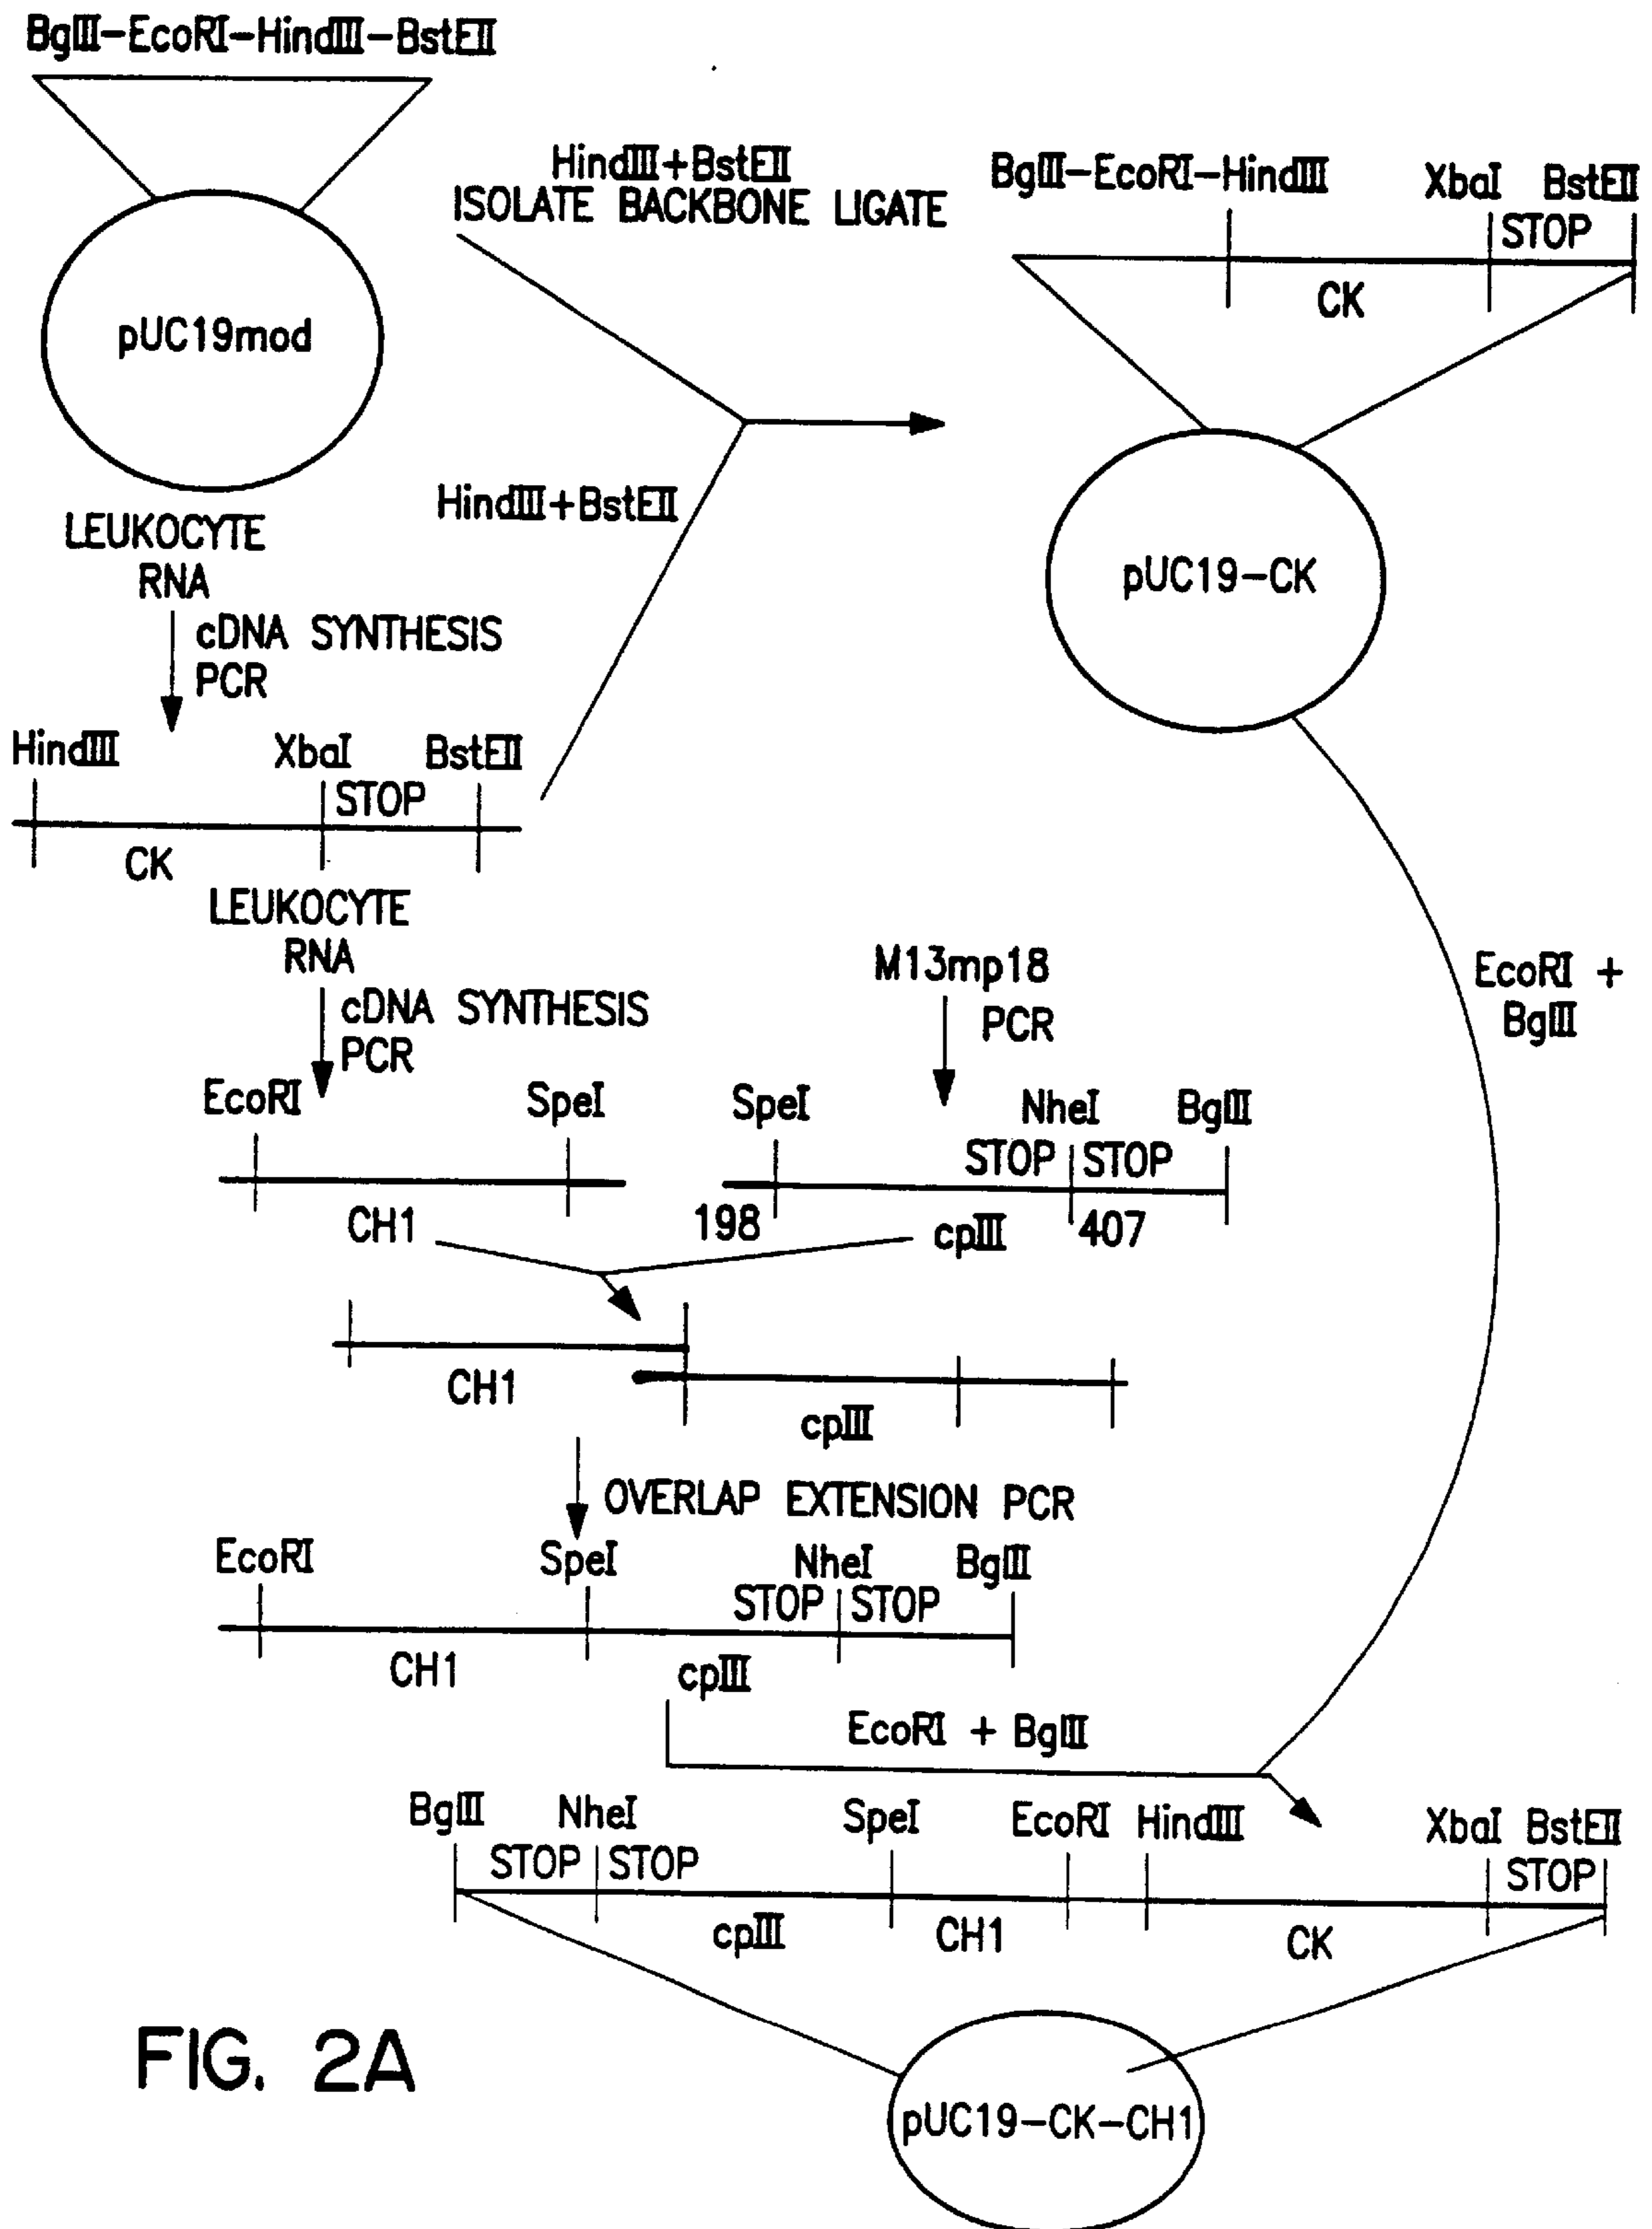 BglII-EcoRI-HindIII-BstEII
HindIII+BstEII
ISOLATE BACKBONE LIGATE
BglII-EcoRI-HindIII
XbaI BstEII
STOP
CK
pUC19mod
HindIII+BstEII
pUC19-CK
LEUKOCYTE
RNA
cDNA SYNTHESIS
PCR
HindIII XbaI BstEII
STOP
CK
LEUKOCYTE
RNA
cDNA SYNTHESIS
PCR
M13mp18
PCR
EcoRI +
BglII
EcoRI SpeI
CH1
SpeI NheI BglII
STOP STOP
198 cpIII 407
CH1
cpIII
OVERLAP EXTENSION PCR
EcoRI SpeI NheI BglII
STOP STOP
CH1 cpIII
EcoRI + BglII
BglII NheI SpeI EcoRI HindIII XbaI BstEII
STOP STOP STOP
cpIII CH1 CK
pUC19-CK-CH1
FIG. 2A